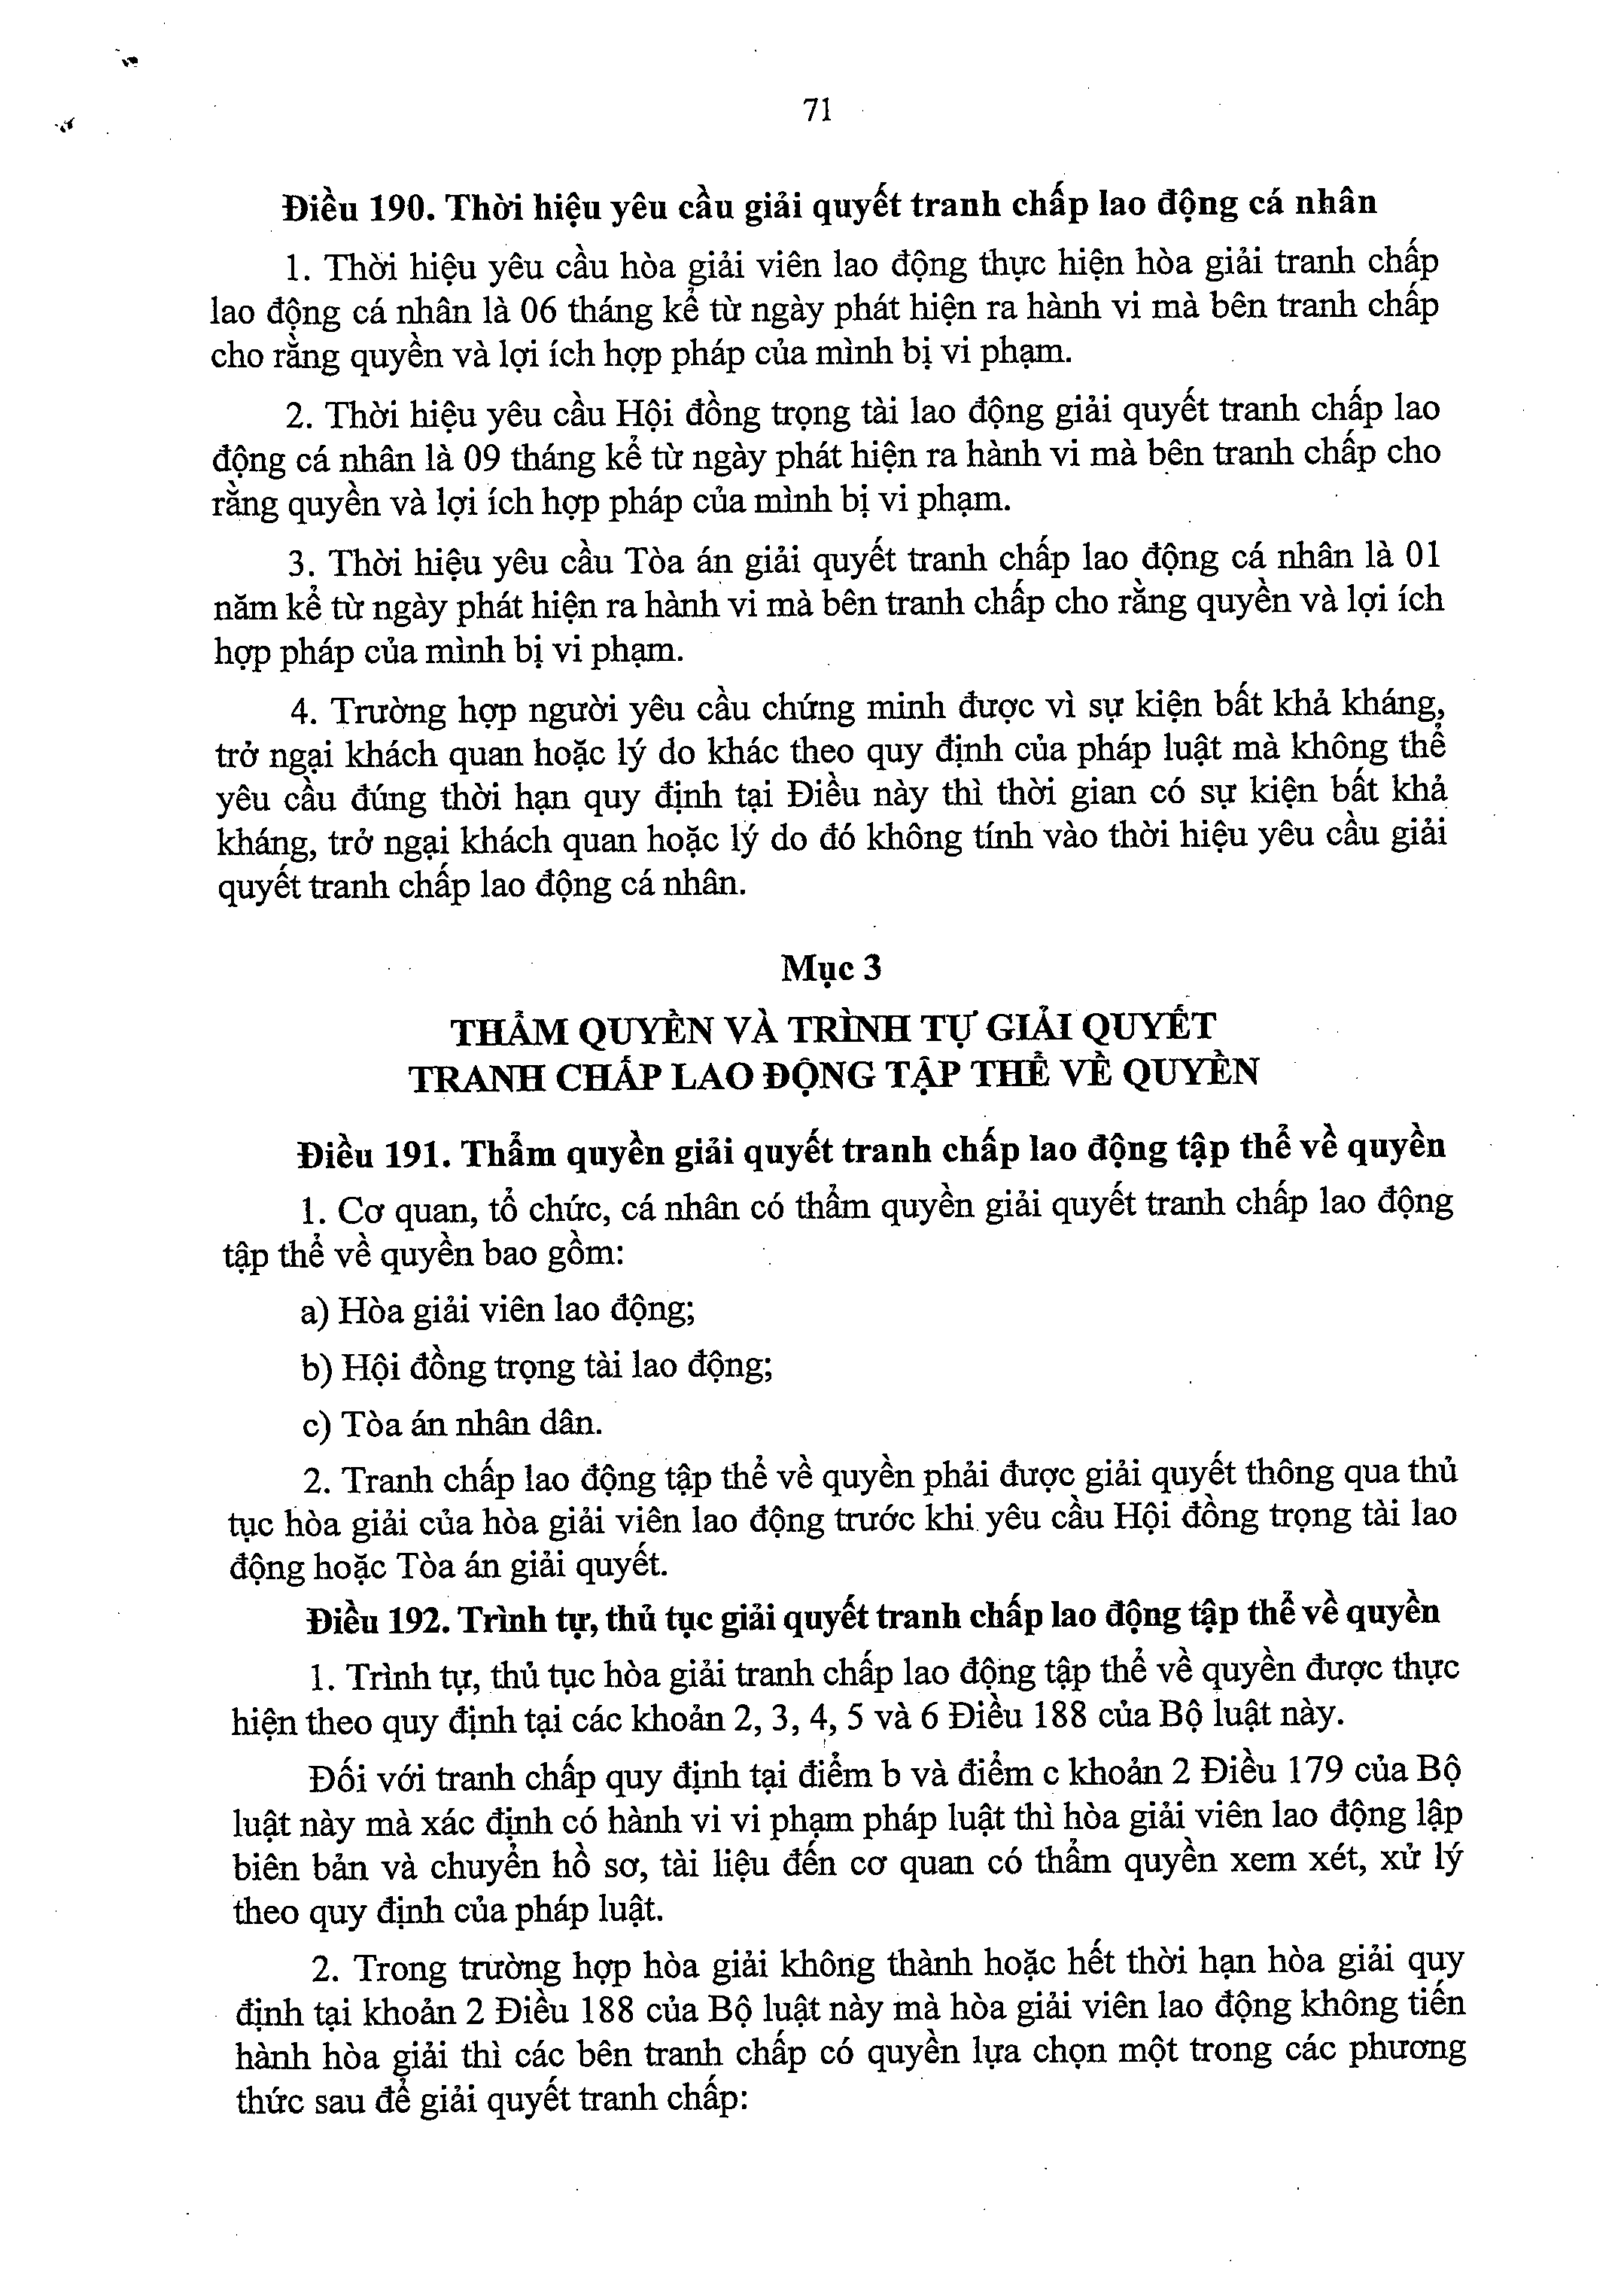 71
Điều 190. Thời hiệu yêu cầu giải quyết tranh chấp lao động cá nhân
1. Thời hiệu yêu cầu hòa giải viên lao động thực hiện hòa giải tranh chấp
lao động cá nhân là 06 tháng kể từ ngày phát hiện ra hành vi mà bên tranh chấp
cho rằng quyền và lợi ích hợp pháp của mình bị vi phạm.
2. Thời hiệu yêu cầu Hội đồng trọng tài lao động giải quyết tranh chấp lao
động cá nhân là 09 tháng kể từ ngày phát hiện ra hành vi mà bên tranh chấp cho
rằng quyền và lợi ích hợp pháp của mình bị vi phạm.
3. Thời hiệu yêu cầu Tòa án giải quyết tranh chấp lao động cá nhân là 01
năm kể từ ngày phát hiện ra hành vi mà bên tranh chấp cho rằng quyền và lợi ích
hợp pháp của mình bị vi phạm.
4. Trường hợp người yêu cầu chứng minh được vì sự kiện bất khả kháng,
trở ngại khách quan hoặc lý do khác theo quy định của pháp luật mà không thể
yêu cầu đúng thời hạn quy định tại Điều này thì thời gian có sự kiện bất khả
kháng, trở ngại khách quan hoặc lý do đó không tính vào thời hiệu yêu cầu giải
quyết tranh chấp lao động cá nhân.
Mục 3
THẨM QUYỀN VÀ TRÌNH TỰ GIẢI QUYẾT
TRANH CHẤP LAO ĐỘNG TẬP THỂ VỀ QUYỀN
Điều 191. Thẩm quyền giải quyết tranh chấp lao động tập thể về quyền
1. Cơ quan, tổ chức, cá nhân có thẩm quyền giải quyết tranh chấp lao động
tập thể về quyền bao gồm:
a) Hòa giải viên lao động;
b) Hội đồng trọng tài lao động;
c) Tòa án nhân dân.
2. Tranh chấp lao động tập thể về quyền phải được giải quyết thông qua thủ
tục hòa giải của hòa giải viên lao động trước khi yêu cầu Hội đồng trọng tài lao
động hoặc Tòa án giải quyết.
Điều 192. Trình tự, thủ tục giải quyết tranh chấp lao động tập thể về quyền
1. Trình tự, thủ tục hòa giải tranh chấp lao động tập thể về quyền được thực
hiện theo quy định tại các khoản 2, 3, 4, 5 và 6 Điều 188 của Bộ luật này.
Đối với tranh chấp quy định tại điểm b và điểm c khoản 2 Điều 179 của Bộ
luật này mà xác định có hành vi vi phạm pháp luật thì hòa giải viên lao động lập
biên bản và chuyển hồ sơ, tài liệu đến cơ quan có thẩm quyền xem xét, xử lý
theo quy định của pháp luật.
2. Trong trường hợp hòa giải không thành hoặc hết thời hạn hòa giải quy
định tại khoản 2 Điều 188 của Bộ luật này mà hòa giải viên lao động không tiến
hành hòa giải thì các bên tranh chấp có quyền lựa chọn một trong các phương
thức sau để giải quyết tranh chấp: